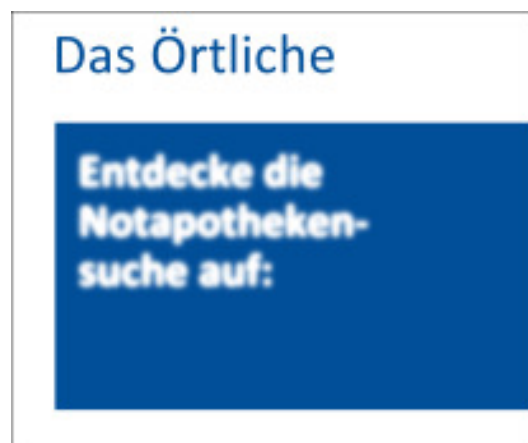 Das Örtliche
Entdecke die
Notapotheken-
suche auf: